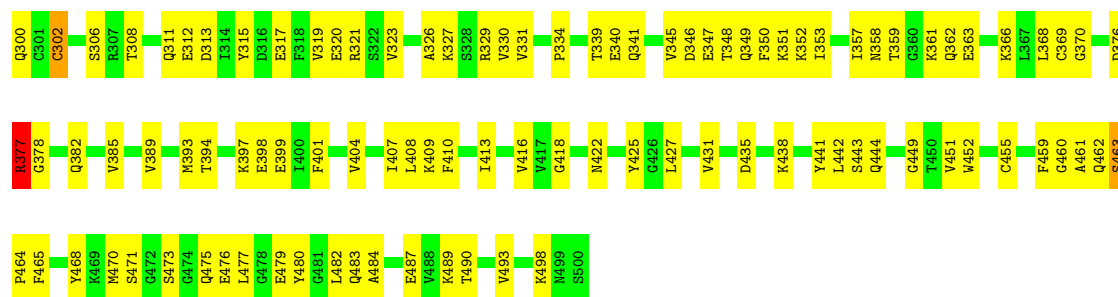 Q300 C301 C302 S306 R307 T308 Q311 E312 D313 I314 Y315 D316 E317 F318 V319 E320 R321 S322 V323 A326 K327 S328 R329 V330 V331 P334 T339 E340 Q341 V345 D346 E347 T348 Q349 F350 K351 K352 I353 I357 N358 T359 G360 K361 Q362 E363 K366 L367 L368 C369 G370 D376
R377 G378 Q382 V385 V389 M393 T394 K397 E398 E399 I400 F401 V404 I407 L408 K409 F410 I413 V416 V417 G418 N422 Y425 G426 L427 V431 D435 K438 Y441 L442 S443 Q444 G449 T450 V451 W452 C455 F459 G460 A461 Q462 S463
P464 F465 Y468 K469 M470 S471 G472 S473 G474 Q475 E476 L477 G478 E479 Y480 G481 L482 Q483 A484 E487 V488 K489 T490 V493 K498 N499 S500